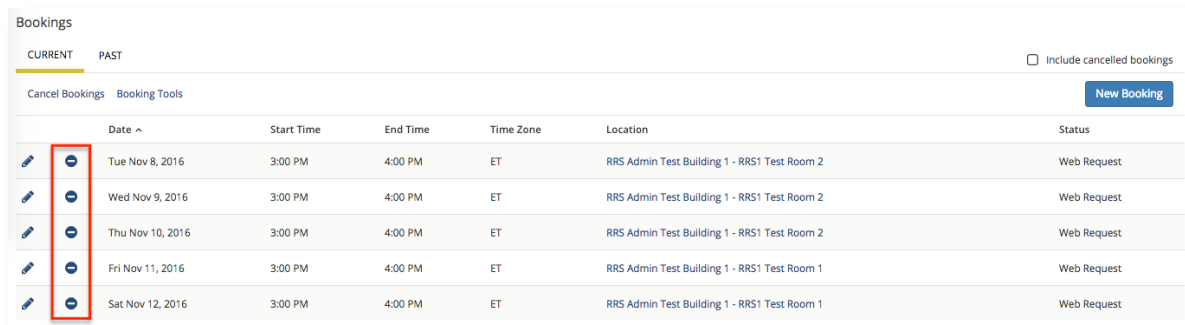 Bookings
CURRENT PAST
Include cancelled bookings
Cancel Bookings Booking Tools New Booking
Date Start Time End Time Time Zone Location Status
Tue Nov 8, 2016 3:00 PM 4:00 PM ET RRS Admin Test Building 1 - RRS1 Test Room 2 Web Request
Wed Nov 9, 2016 3:00 PM 4:00 PM ET RRS Admin Test Building 1 - RRS1 Test Room 2 Web Request
Thu Nov 10, 2016 3:00 PM 4:00 PM ET RRS Admin Test Building 1 - RRS1 Test Room 2 Web Request
Fri Nov 11, 2016 3:00 PM 4:00 PM ET RRS Admin Test Building 1 - RRS1 Test Room 1 Web Request
Sat Nov 12, 2016 3:00 PM 4:00 PM ET RRS Admin Test Building 1 - RRS1 Test Room 1 Web Request